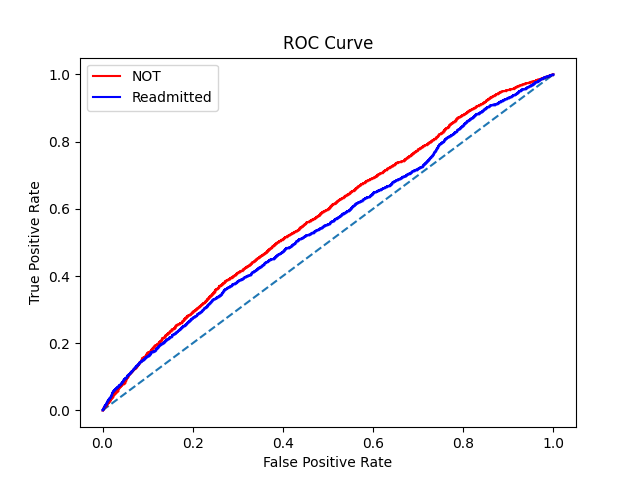 ROC Curve
NOT
Readmitted
True Positive Rate
1.0
0.8
0.6
0.4
0.2
0.0
0.0 0.2 0.4 0.6 0.8 1.0
False Positive Rate